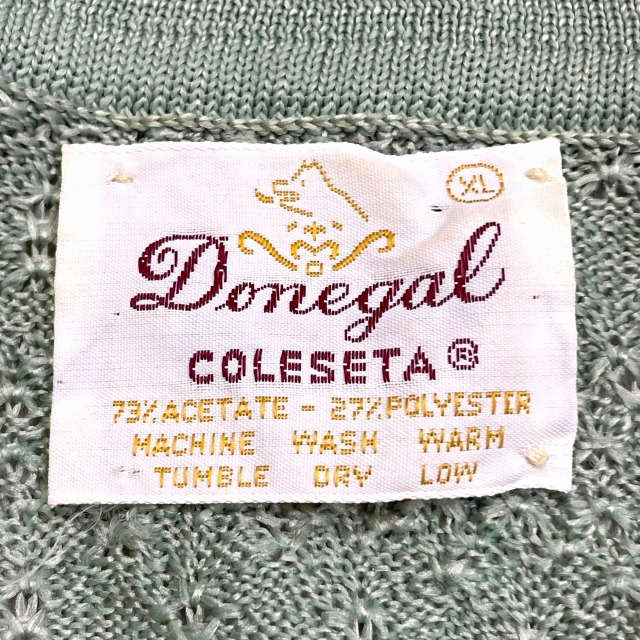 XL
Donegal
COLESETA®
73% ACETATE - 27% POLYESTER
MACHINE WASH WARM
TUMBLE DRY LOW